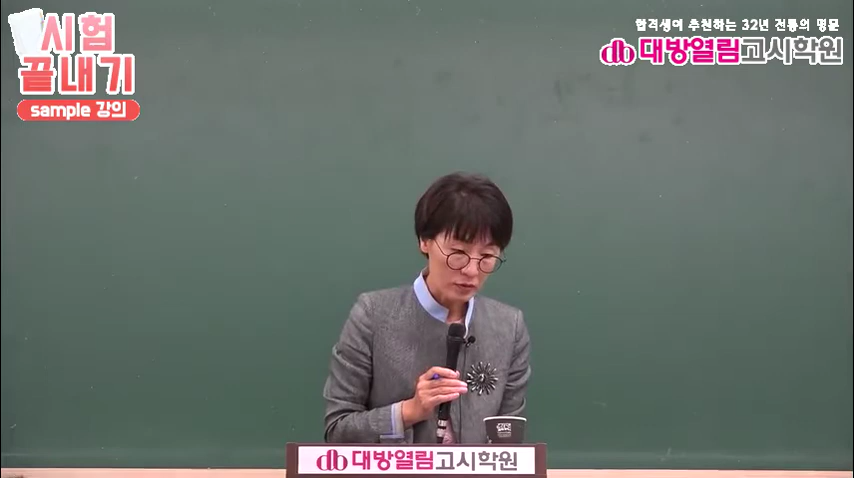 시험
끝내기
sample 강의
합격생이 추천하는 32년 전통의 명문
db 대방열림고시학원
db 대방열림고시학원